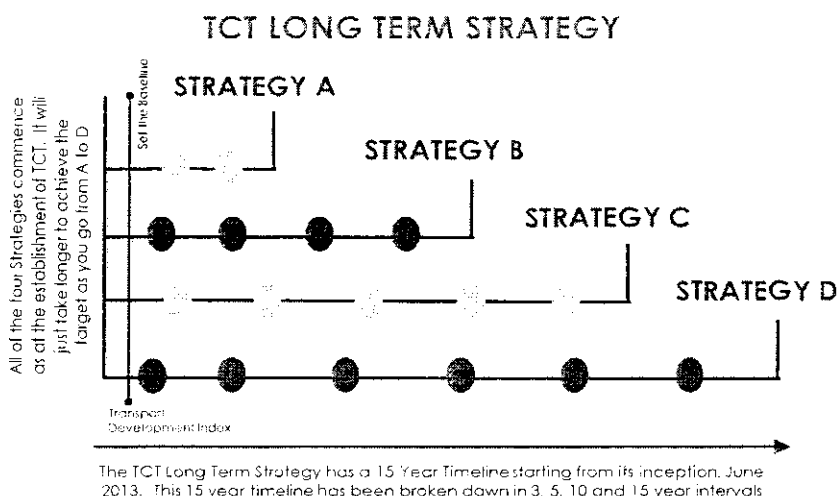 TCT LONG TERM STRATEGY
All of the four Strategies commence
as at the establishment of TCT. It will
just take longer to achieve the
target as you go from A to D
Set the Baseline
STRATEGY A
STRATEGY B
STRATEGY C
STRATEGY D
Transport
Development Index
The TCT Long Term Strategy has a 15 Year Timeline starting from its inception, June
2013. This 15 year timeline has been broken down in 3, 5, 10 and 15 year intervals